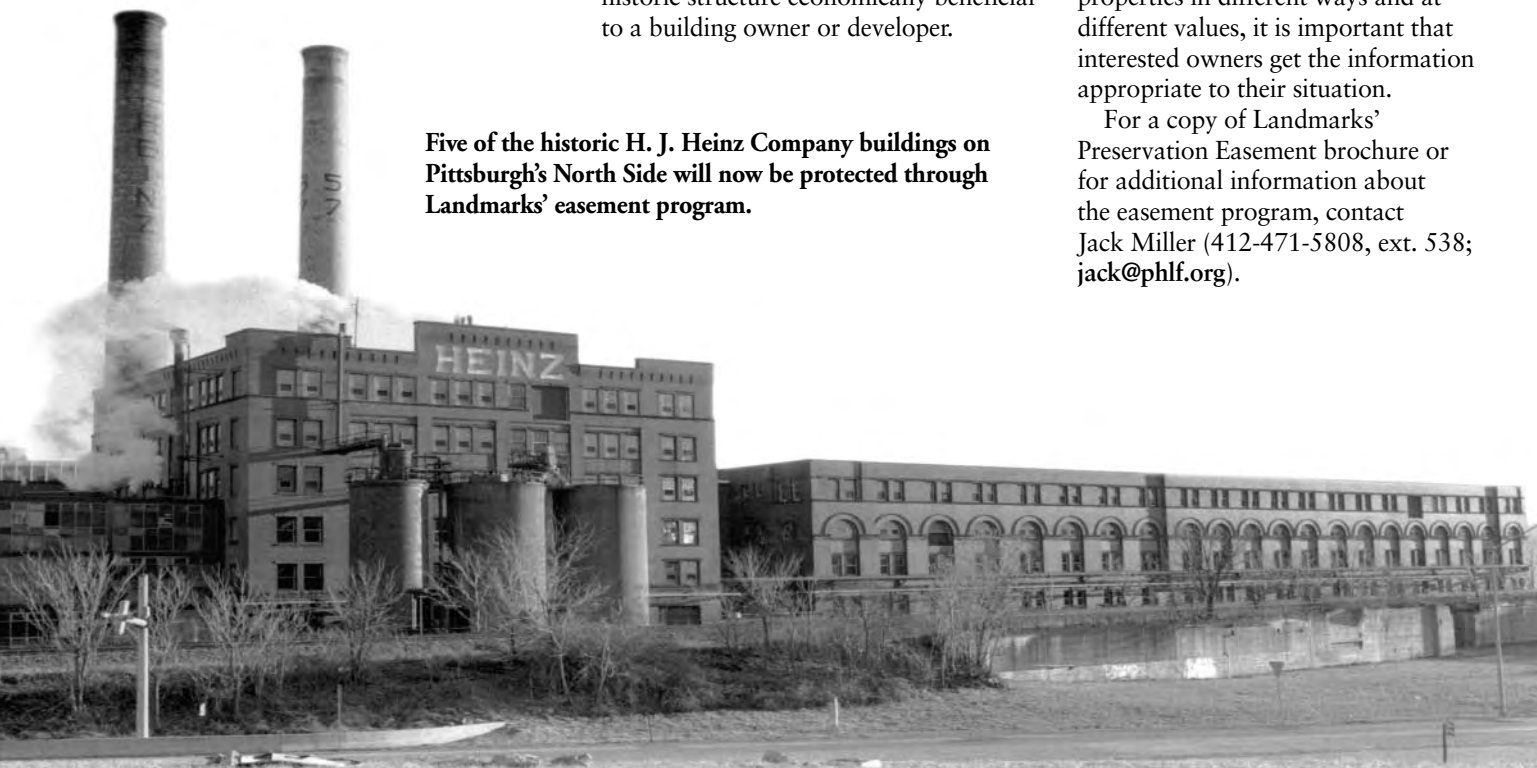 historic structure economically beneficial
to a building owner or developer.
Five of the historic H. J. Heinz Company buildings on
Pittsburgh's North Side will now be protected through
Landmarks' easement program.
properties in different ways and at
different values, it is important that
interested owners get the information
appropriate to their situation.
For a copy of Landmarks'
Preservation Easement brochure or
for additional information about
the easement program, contact
Jack Miller (412-471-5808, ext. 538;
jack@phlf.org).
HEINZ
57
HEINZ